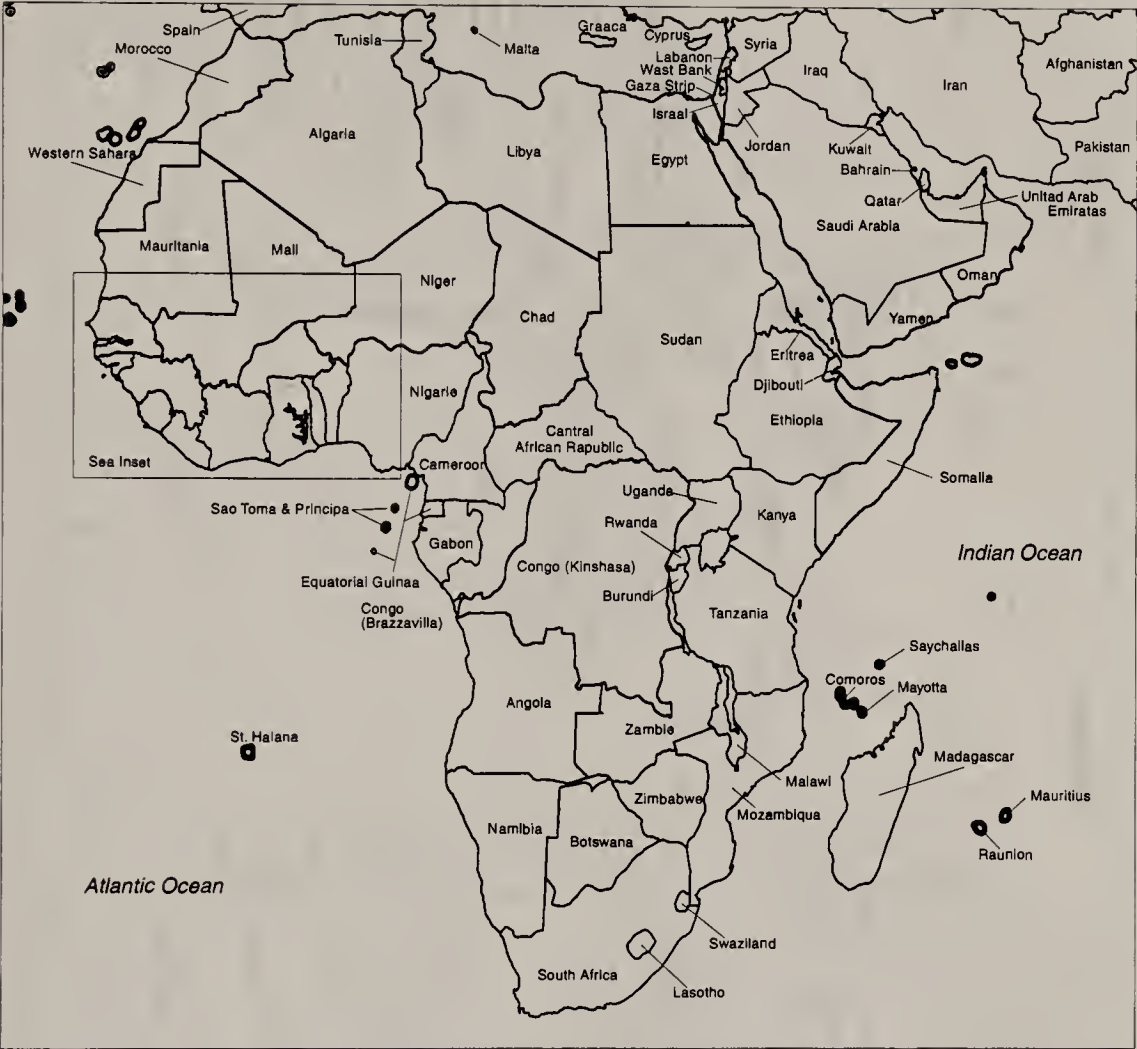 Spain
Morocco
Tunisia
Malta
Graaca
Cyprus
Syria
Labanon
Wast Bank
Gaza Strip
Israal
Iraq
Iran
Afghanistan
Pakistan
Algaria
Libya
Egypt
Jordan
Kuwait
Bahrain
Qatar
Unitad Arab
Emiratas
Saudi Arabia
Western Sahara
Mauritania
Mali
Niger
Chad
Sudan
Oman
Yaman
Eritrea
Djibouti
Ethiopia
Nigaria
Cantral
African Rapublic
Cameroon
Sea Inset
Somalia
Sao Toma & Principa
Uganda
Kanya
Rwanda
Gabon
Congo (Kinshasa)
Indian Ocean
Equatorial Guinaa
Burundi
Congo
(Brazzavilla)
Tanzania
Saychallas
Comoros
Mayotta
Angola
Zambia
St. Halana
Madagascar
Malawi
Zimbabwe
Mozambiqua
Mauritius
Namibia
Botswana
Raunion
Atlantic Ocean
Swaziland
South Africa
Lasotho